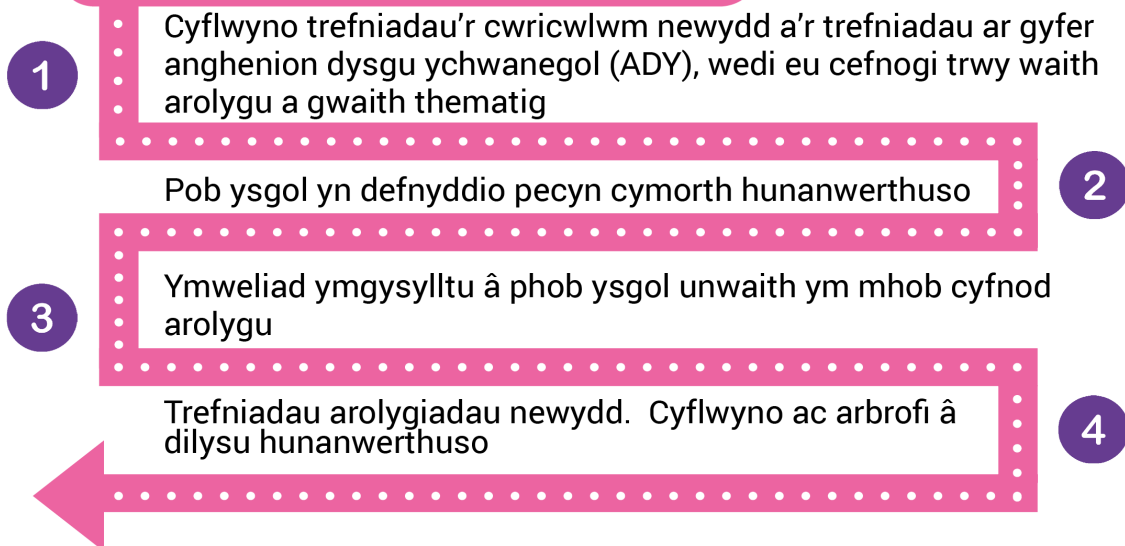 1
Cyflwyno trefniadau'r cwricwlwm newydd a'r trefniadau ar gyfer
anghenion dysgu ychwanegol (ADY), wedi eu cefnogi trwy waith
arolygu a gwaith thematig
Pob ysgol yn defnyddio pecyn cymorth hunanwerthuso
2
3
Ymweliad ymgysylltu â phob ysgol unwaith ym mhob cyfnod
arolygu
Trefniadau arolygiadau newydd.  Cyflwyno ac arbrofi â
dilysu hunanwerthuso
4